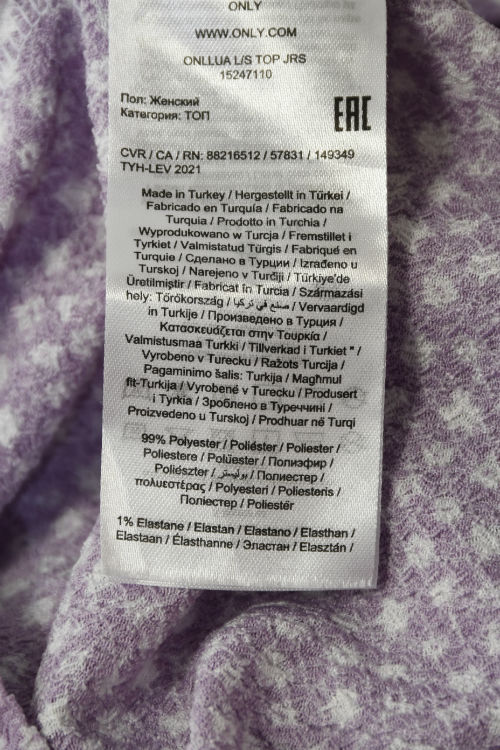 ONLY
WWW.ONLY.COM
ONLLUA L/S TOP JRS
15247110
Пол: Женский
Категория: ТОП
EAC
CVR / CA / RN: 88216512 / 57831 / 149349
TYH-LEV 2021
Made in Turkey / Hergestellt in Türkei /
Fabricado en Turquía / Fabricado na
Turquia / Prodotto in Turchia /
Wyprodukowano w Turcja / Fremstillet i
Tyrkiet / Valmistatud Türgis / Fabriqué en
Turquie / Сделано в Турции / Izrađeno u
Turskoj / Narejeno v Turčiji / Türkiye'de
Üretilmiştir / Fabricat în Turcia / Származási
hely: Törökország / صنع في تركيا / Vervaardigd
in Turkije / Произведено в Турция /
Κατασκευάζεται στην Τουρκία /
Valmistusmaa Turkki / Tillverkad i Turkiet " /
Vyrobeno v Turecku / Ražots Turcija /
Pagaminimo šalis: Turkija / Magħmul
fit-Turkija / Vyrobené v Turecku / Produsert
i Tyrkia / Зроблено в Туреччині /
Proizvedeno u Turskoj / Prodhuar në Turqi
99% Polyester / Poliéster / Poliester /
Poliestere / Polüester / Полиэфир /
Poliészter / بوليستر / Полиестер /
πολυεστέρας / Polyesteri / Poliesteris /
Поліестер / Poliestër
1% Elastane / Elastan / Elastano / Elasthan /
Elastaan / Élasthanne / Эластан / Elasztán /